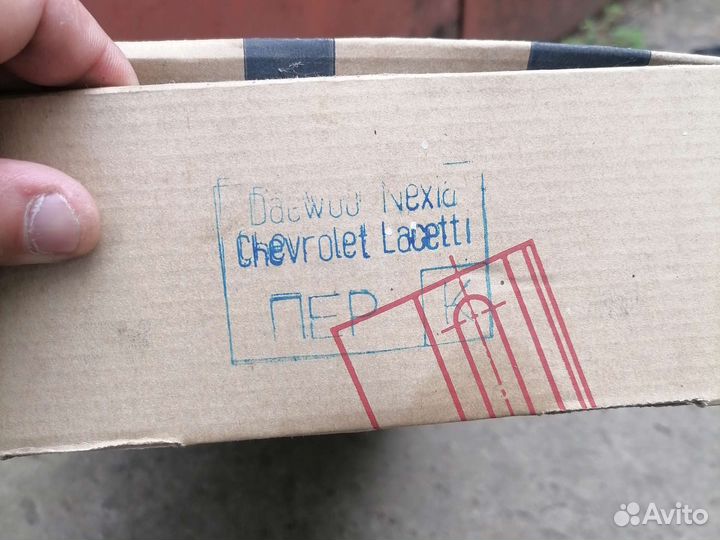 Daewoo Nexia
Chevrolet Lacetti
ПЕР К
Avito